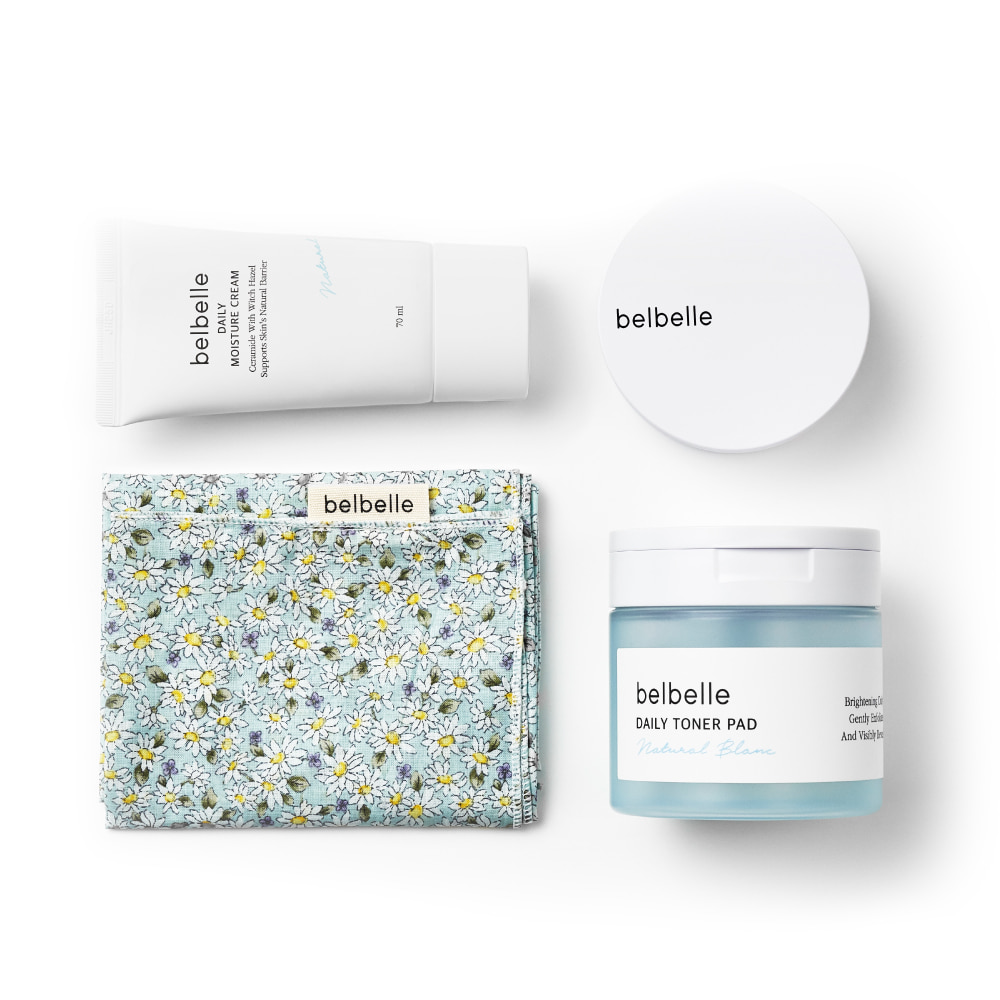 belbelle
DAILY
MOISTURE CREAM
Ceramide With Witch Hazel
Supports Skin's Natural Barrier
Natural
70 ml
belbelle
belbelle
belbelle
DAILY TONER PAD
Natural Blanc
Brightening
Gently
And Visibly